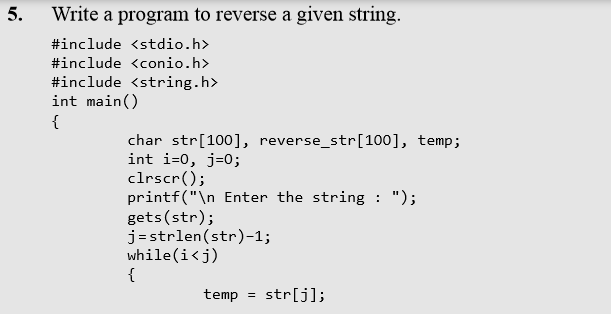 5. Write a program to reverse a given string.
#include <stdio.h>
#include <conio.h>
#include <string.h>
int main()
{
char str[100], reverse_str[100], temp;
int i=0, j=0;
clrscr();
printf("\n Enter the string : ");
gets(str);
j=strlen(str)-1;
while(i<j)
{
temp = str[j];